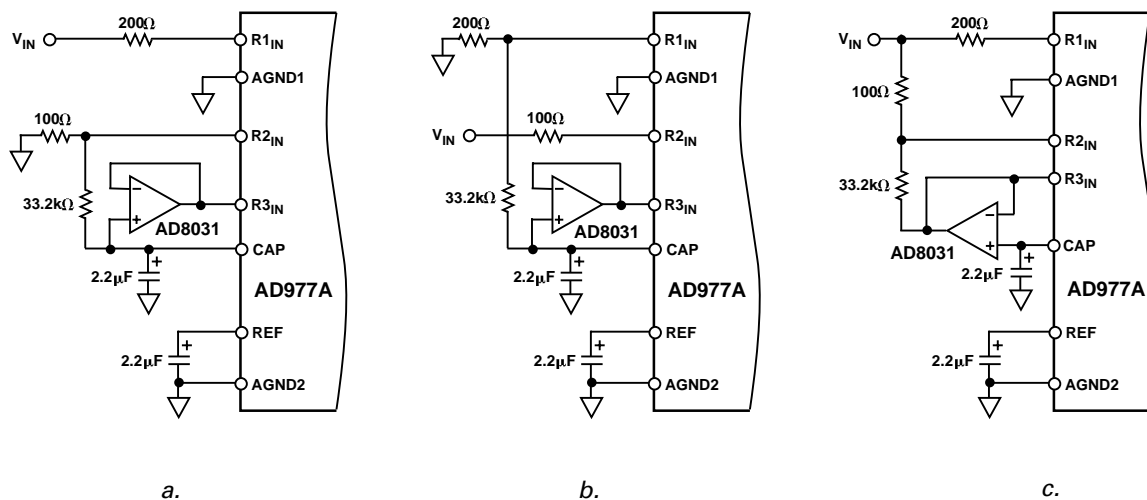 200Ω
V_IN
R1_IN
AGND1
100Ω
R2_IN
33.2kΩ
R3_IN
AD8031
CAP
2.2μF
AD977A
REF
2.2μF
AGND2
a.
200Ω
R1_IN
AGND1
100Ω
V_IN
R2_IN
33.2kΩ
R3_IN
AD8031
CAP
2.2μF
AD977A
REF
2.2μF
AGND2
b.
200Ω
V_IN
R1_IN
100Ω
AGND1
R2_IN
33.2kΩ
R3_IN
AD8031
CAP
2.2μF
AD977A
REF
2.2μF
AGND2
c.